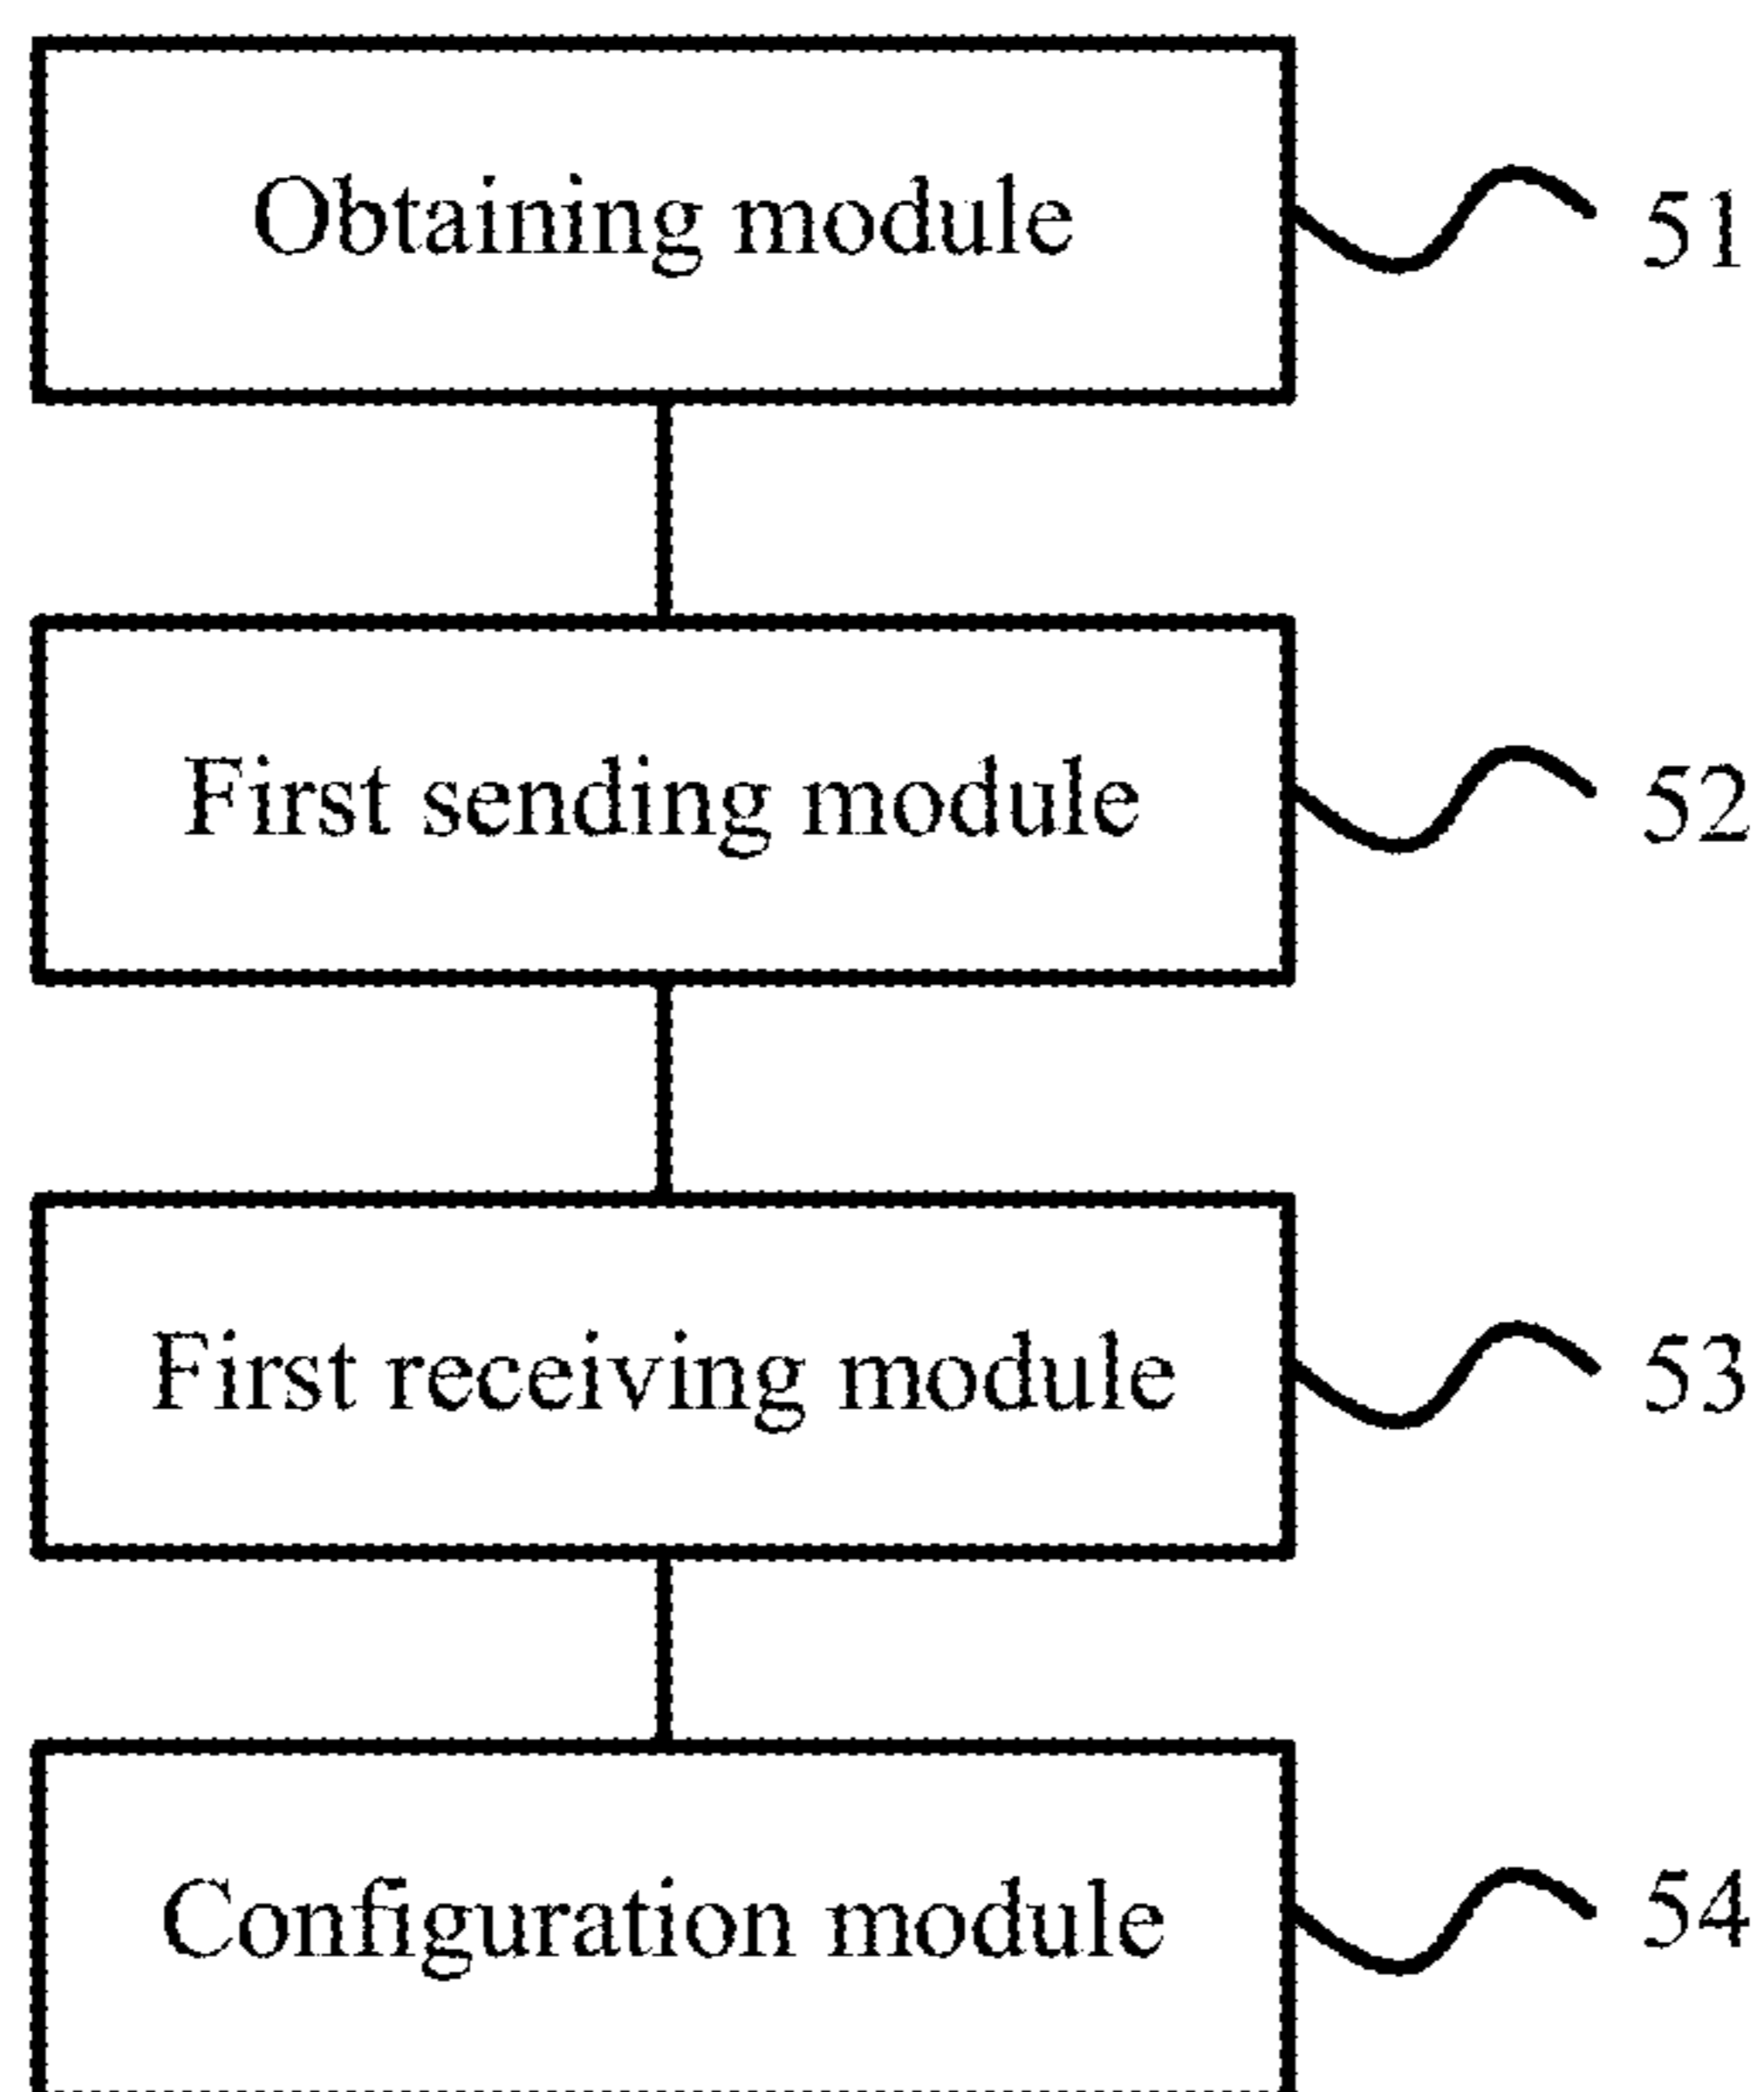 Obtaining module 51
First sending module 52
First receiving module 53
Configuration module 54